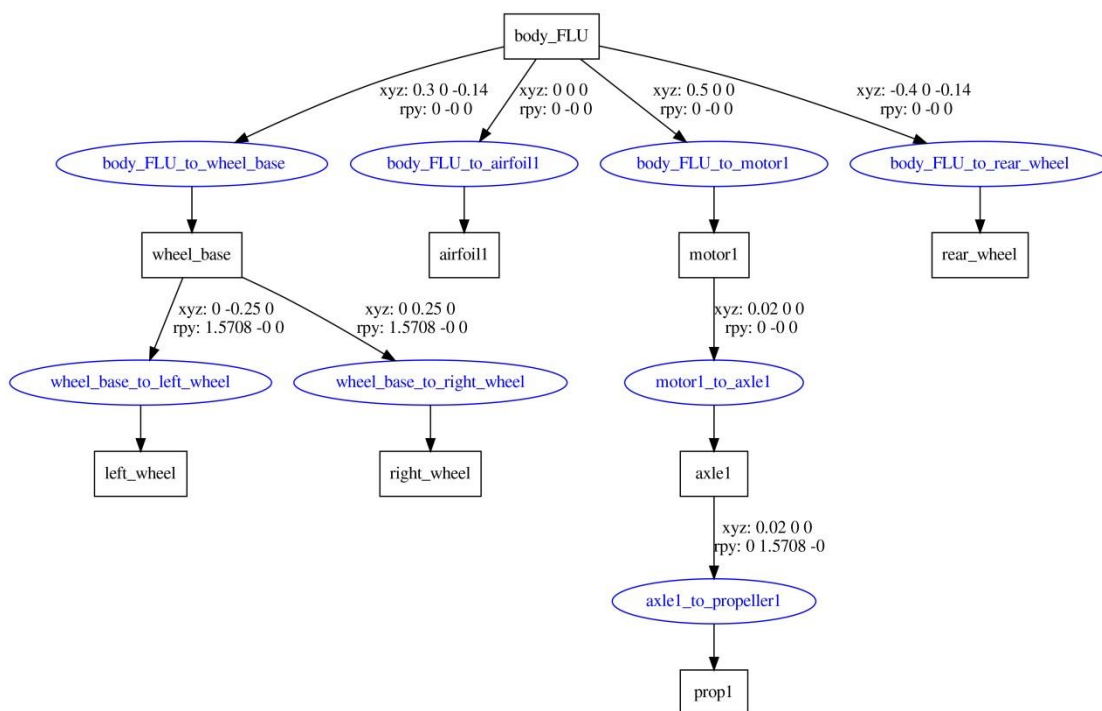 body_FLU
xyz: 0.3 0 -0.14
rpy: 0 -0 0
xyz: 0 0 0
rpy: 0 -0 0
xyz: 0.5 0 0
rpy: 0 -0 0
xyz: -0.4 0 -0.14
rpy: 0 -0 0
body_FLU_to_wheel_base
body_FLU_to_airfoil1
body_FLU_to_motor1
body_FLU_to_rear_wheel
wheel_base
airfoil1
motor1
rear_wheel
xyz: 0 -0.25 0
rpy: 1.5708 -0 0
xyz: 0 0.25 0
rpy: 1.5708 -0 0
xyz: 0.02 0 0
rpy: 0 -0 0
wheel_base_to_left_wheel
wheel_base_to_right_wheel
motor1_to_axle1
left_wheel
right_wheel
axle1
xyz: 0.02 0 0
rpy: 0 1.5708 -0
axle1_to_propeller1
prop1